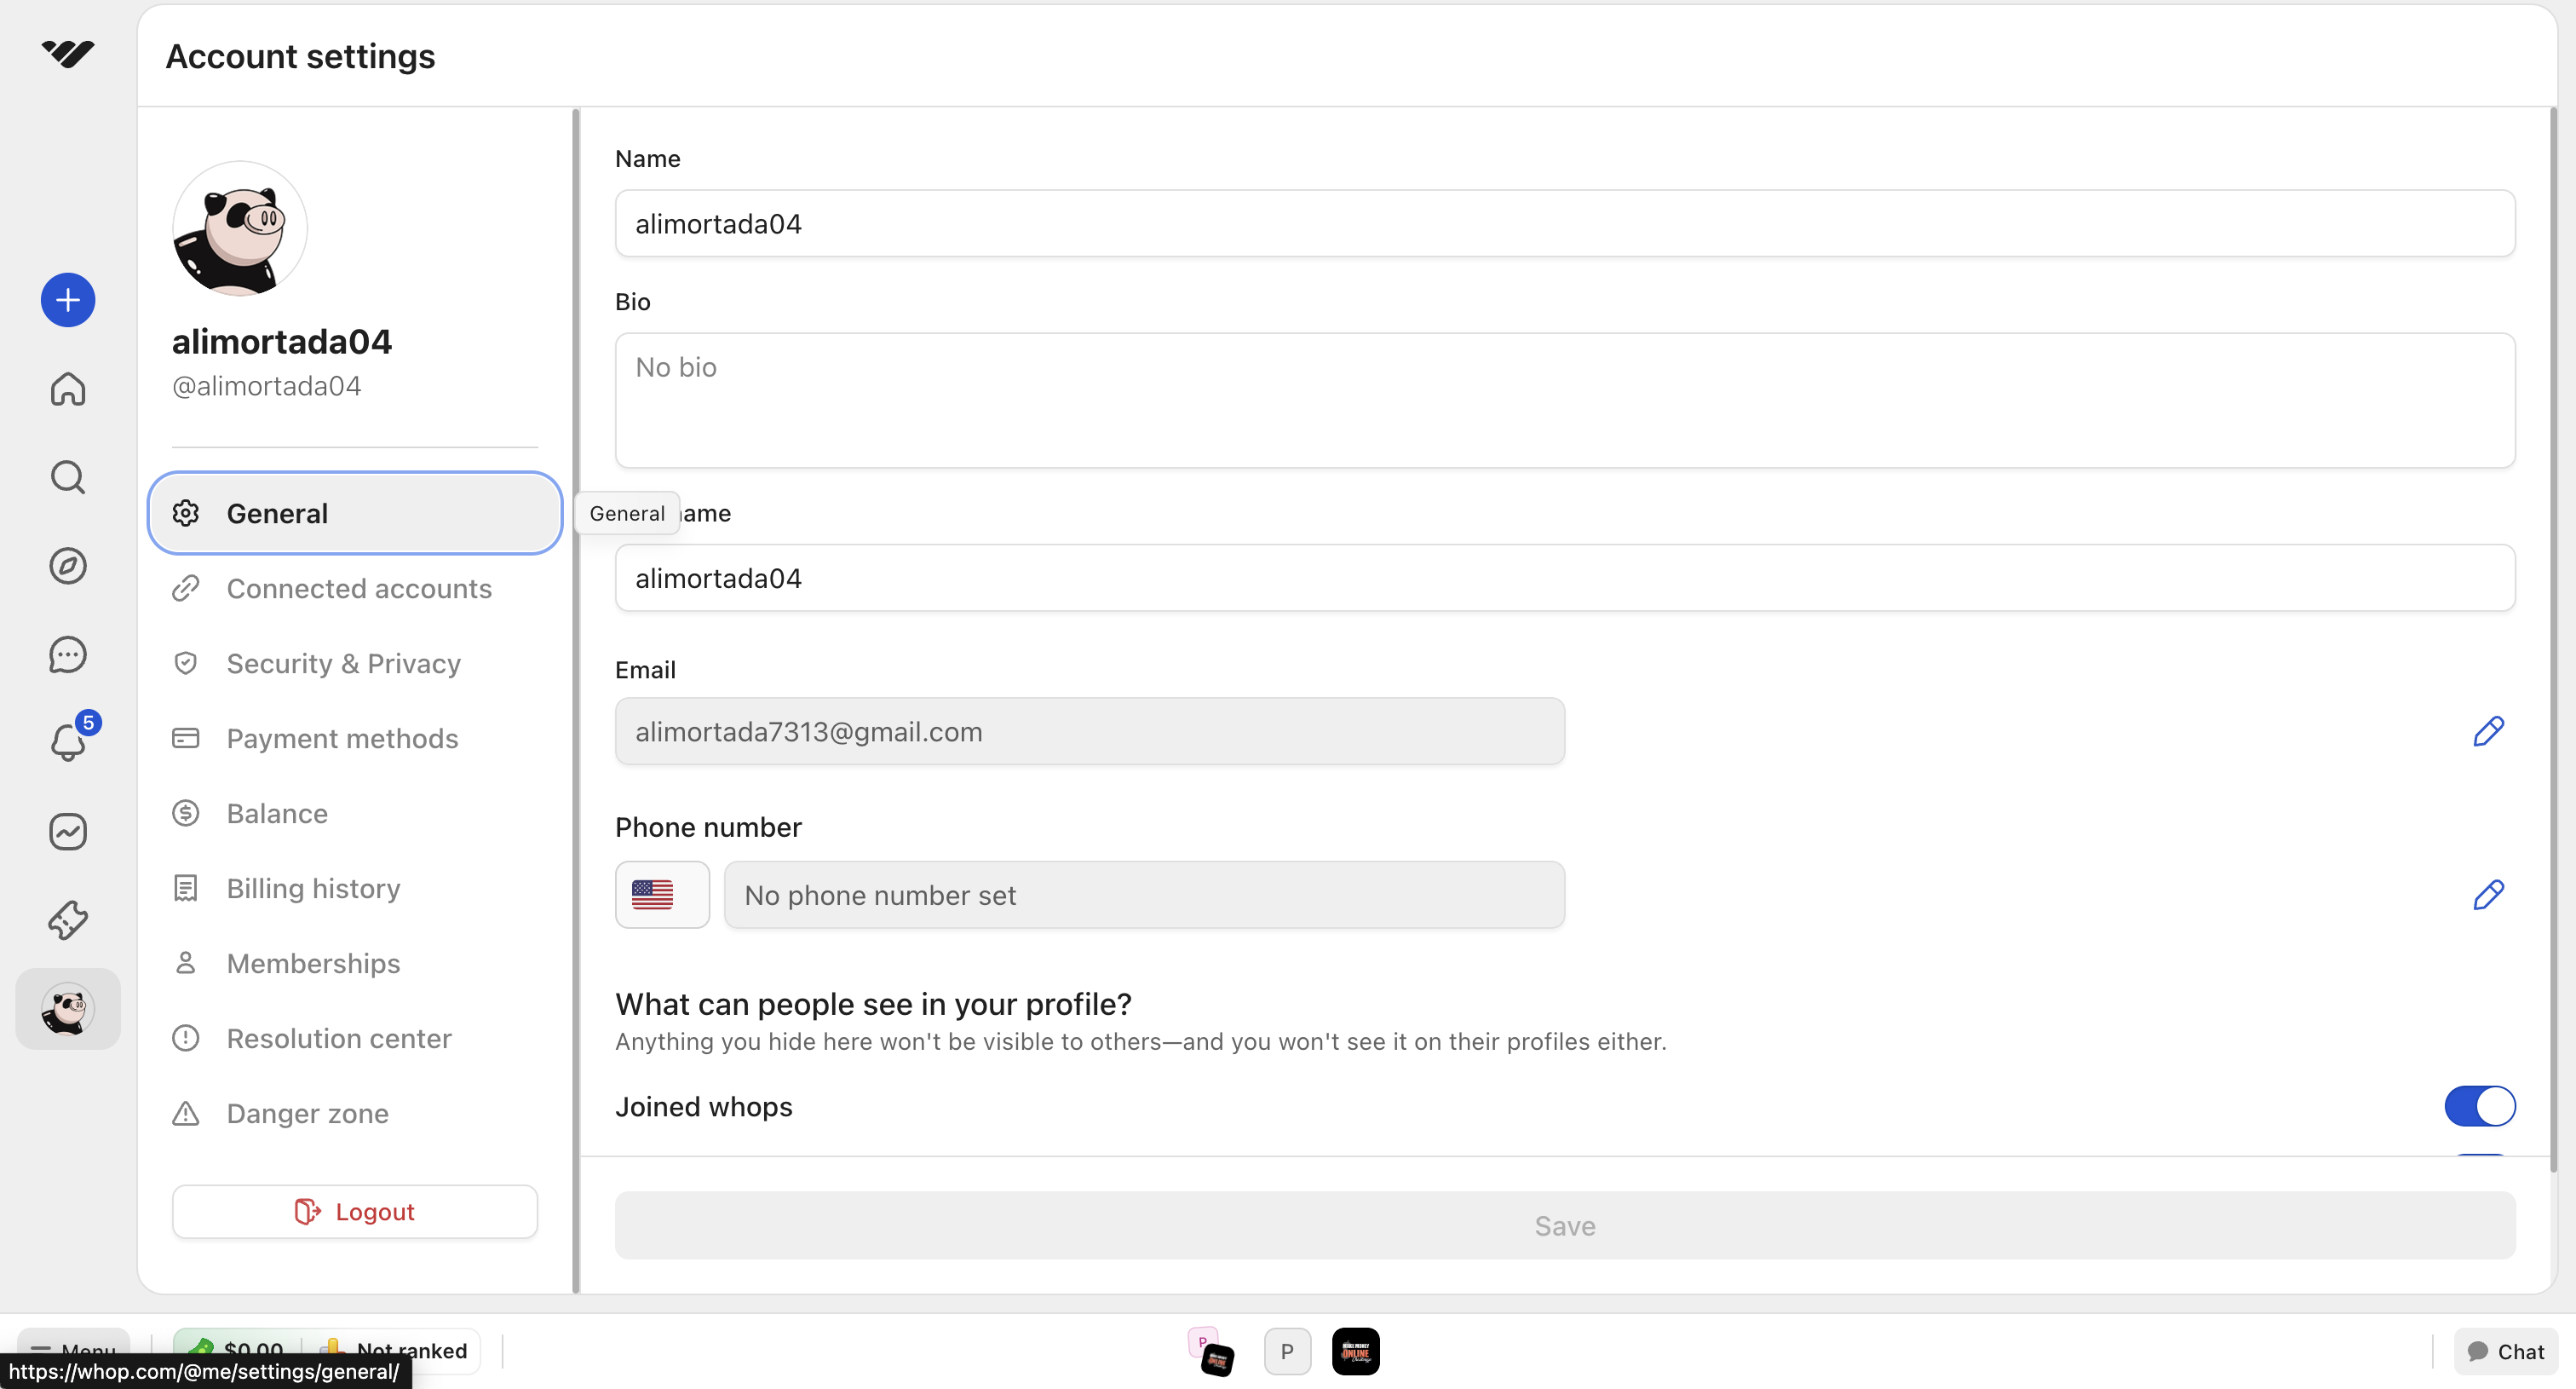 Account settings
alimortada04
@alimortada04
General
Connected accounts
Security & Privacy
Payment methods
Balance
Billing history
Memberships
Resolution center
Danger zone
Logout
General
Name
alimortada04
Bio
No bio
ame
alimortada04
Email
alimortada7313@gmail.com
Phone number
No phone number set
What can people see in your profile?
Anything you hide here won't be visible to others—and you won't see it on their profiles either.
Joined whops
Save
5
Menu
$0.00
Not ranked
P
P
ONLINE
Chat
https://whop.com/@me/settings/general/